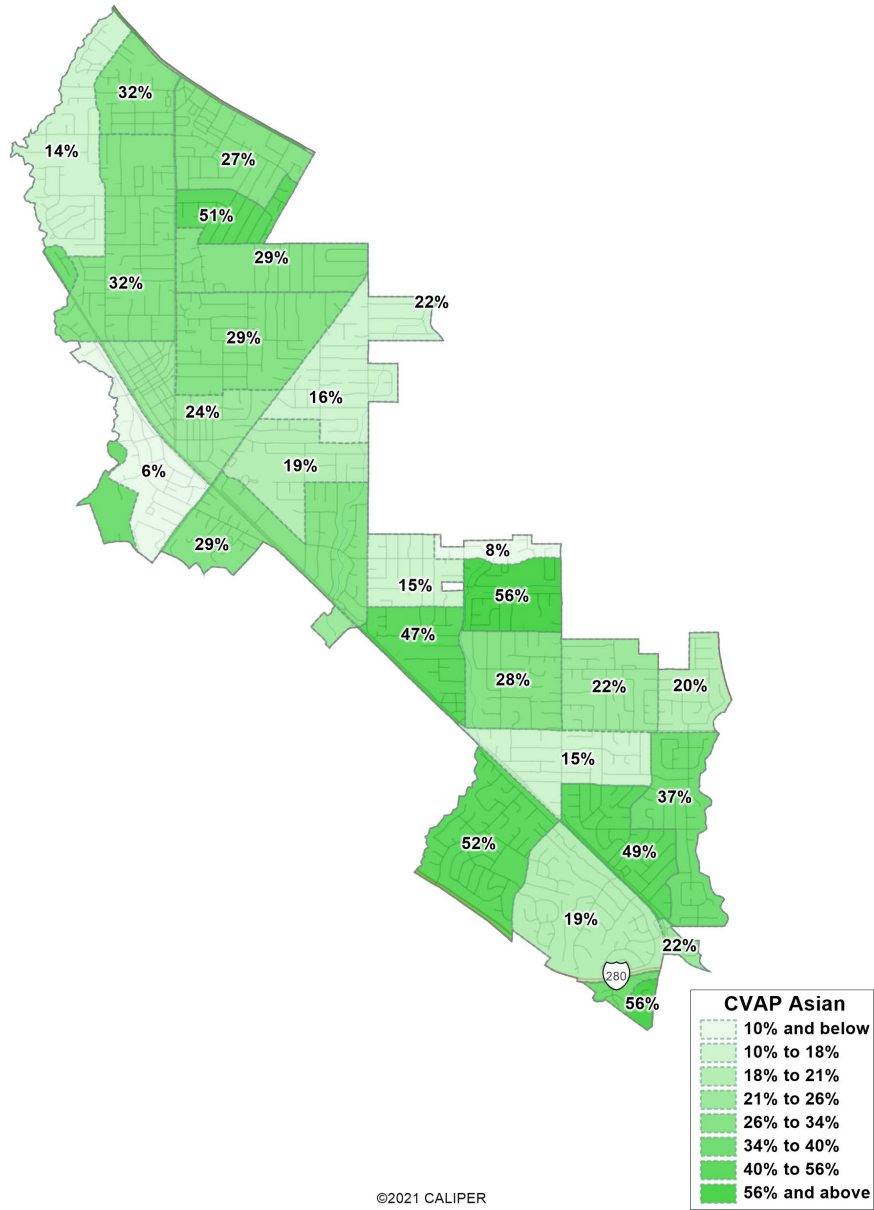 32%
14%
27%
51%
29%
32%
22%
29%
16%
24%
19%
6%
29%
8%
15%
56%
47%
28%
22%
20%
15%
37%
52%
49%
19%
22%
280
56%
CVAP Asian
10% and below
10% to 18%
18% to 21%
21% to 26%
26% to 34%
34% to 40%
40% to 56%
56% and above
©2021 CALIPER